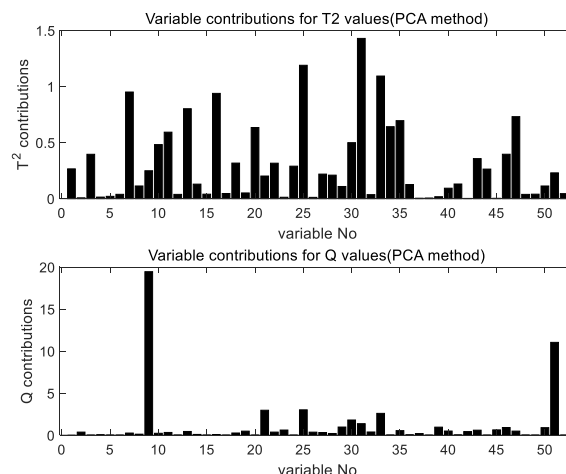 Variable contributions for T2 values(PCA method)
1.5
1
0.5
0
T² contributions
0 5 10 15 20 25 30 35 40 45 50
variable No
Variable contributions for Q values(PCA method)
20
15
10
5
0
Q contributions
0 5 10 15 20 25 30 35 40 45 50
variable No